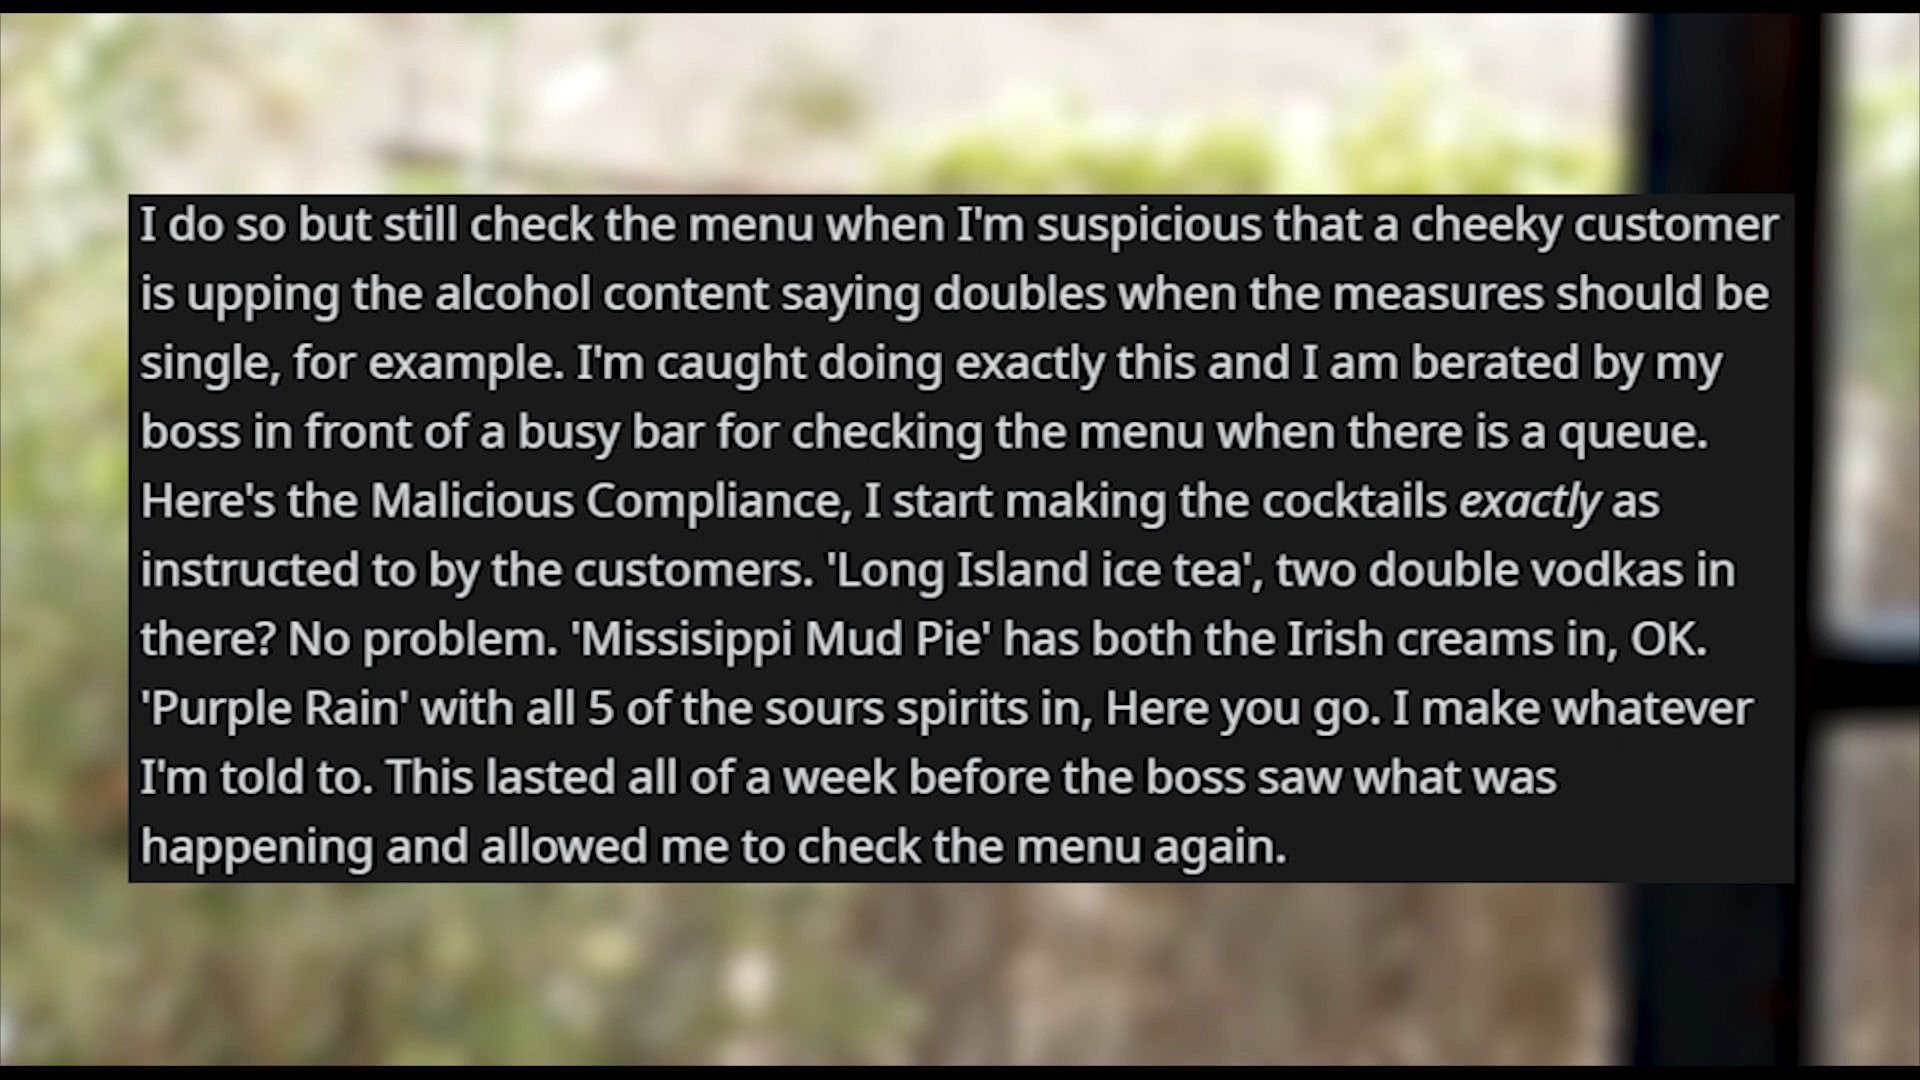 I do so but still check the menu when I'm suspicious that a cheeky customer
is upping the alcohol content saying doubles when the measures should be
single, for example. I'm caught doing exactly this and I am berated by my
boss in front of a busy bar for checking the menu when there is a queue.
Here's the Malicious Compliance, I start making the cocktails exactly as
instructed to by the customers. 'Long Island ice tea', two double vodkas in
there? No problem. 'Missisippi Mud Pie' has both the Irish creams in, OK.
'Purple Rain' with all 5 of the sours spirits in, Here you go. I make whatever
I'm told to. This lasted all of a week before the boss saw what was
happening and allowed me to check the menu again.